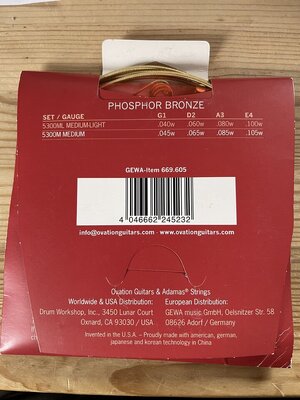 PHOSPHOR BRONZE
SET / GAUGE G1 D2 A3 E4
5300ML MEDIUM-LIGHT .040w .060w .080w .100w
5300M MEDIUM .045w .065w .085w .105w
GEWA-Item 669.605
4 046662 245232
info@ovationguitars.com · www.ovationguitars.com
Ovation Guitars & Adamas® Strings
Worldwide & USA Distribution: European Distribution:
Drum Workshop, Inc., 3450 Lunar Court GEWA music GmbH, Oelsnitzer Str. 58
Oxnard, CA 93030 / USA 08626 Adorf / Germany
Invented in the U.S.A. – Proudly made with american, german,
japanese and korean technology in China